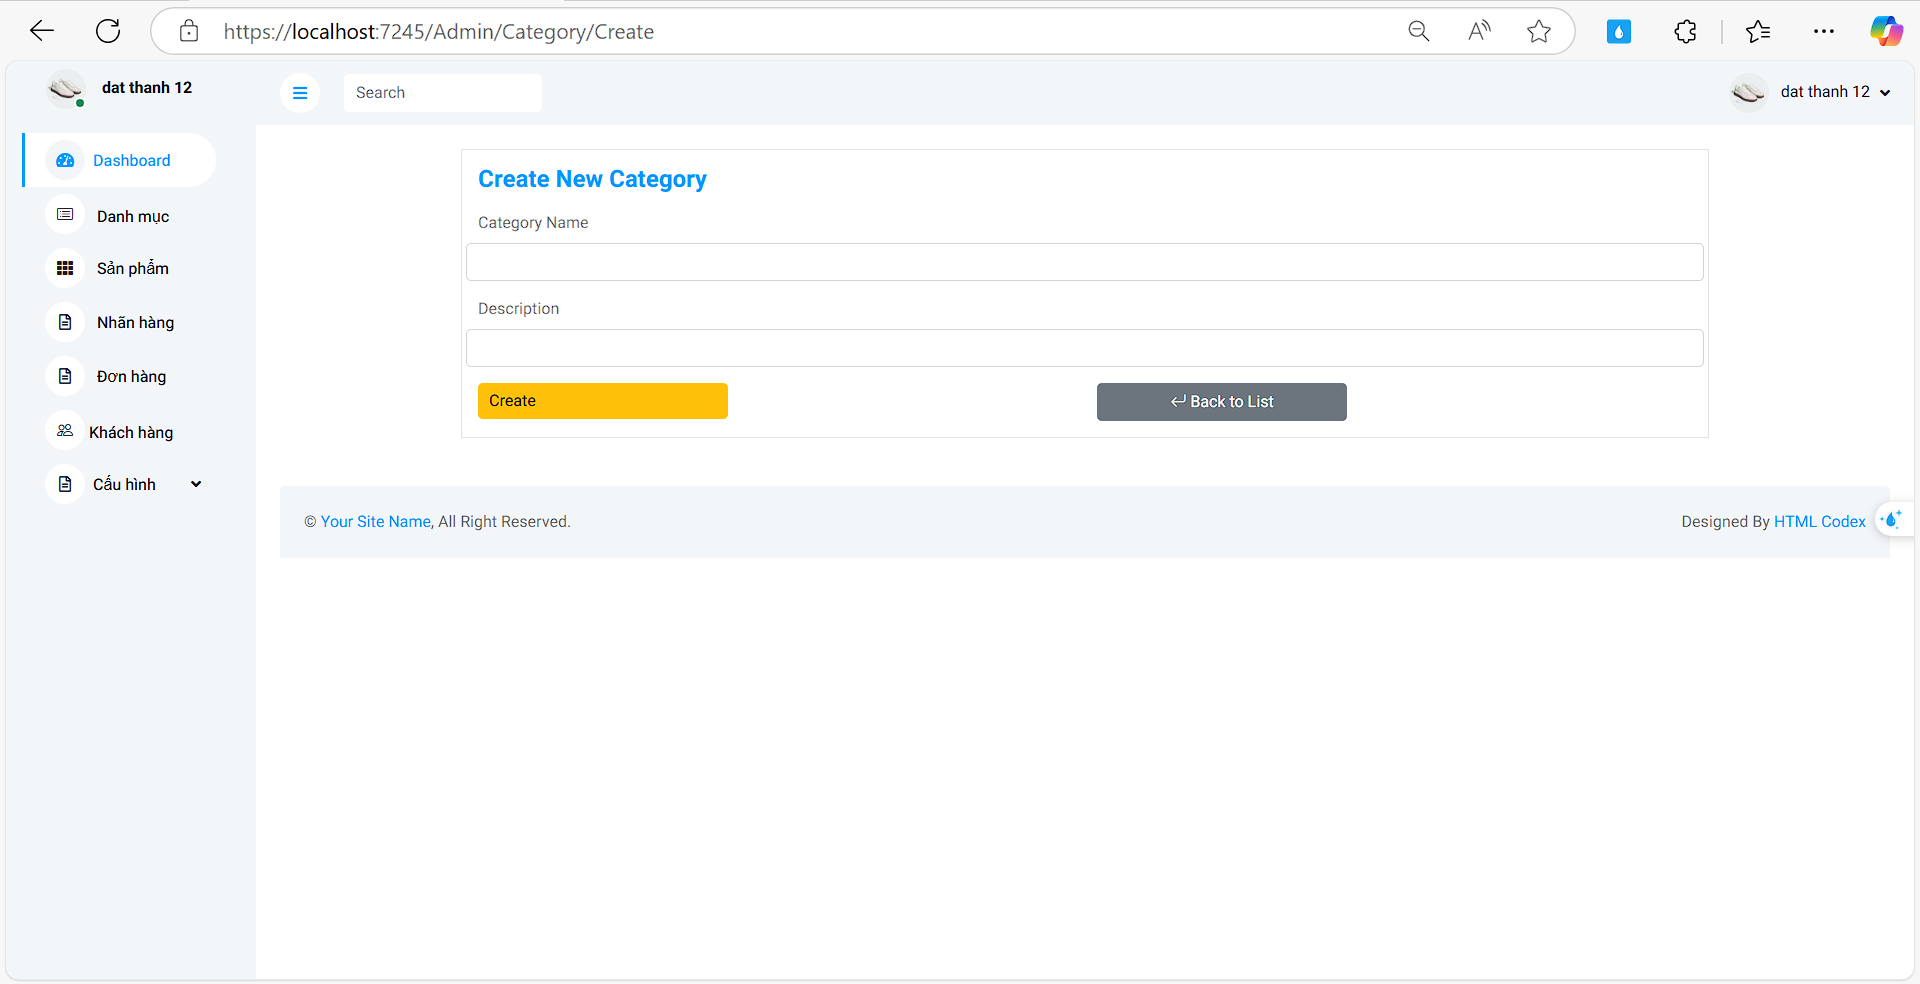 https://localhost:7245/Admin/Category/Create
dat thanh 12
Search
dat thanh 12
Dashboard
Danh mục
Sản phẩm
Nhãn hàng
Đơn hàng
Khách hàng
Cấu hình
Create New Category
Category Name
Description
Create
Back to List
© Your Site Name, All Right Reserved.
Designed By HTML Codex